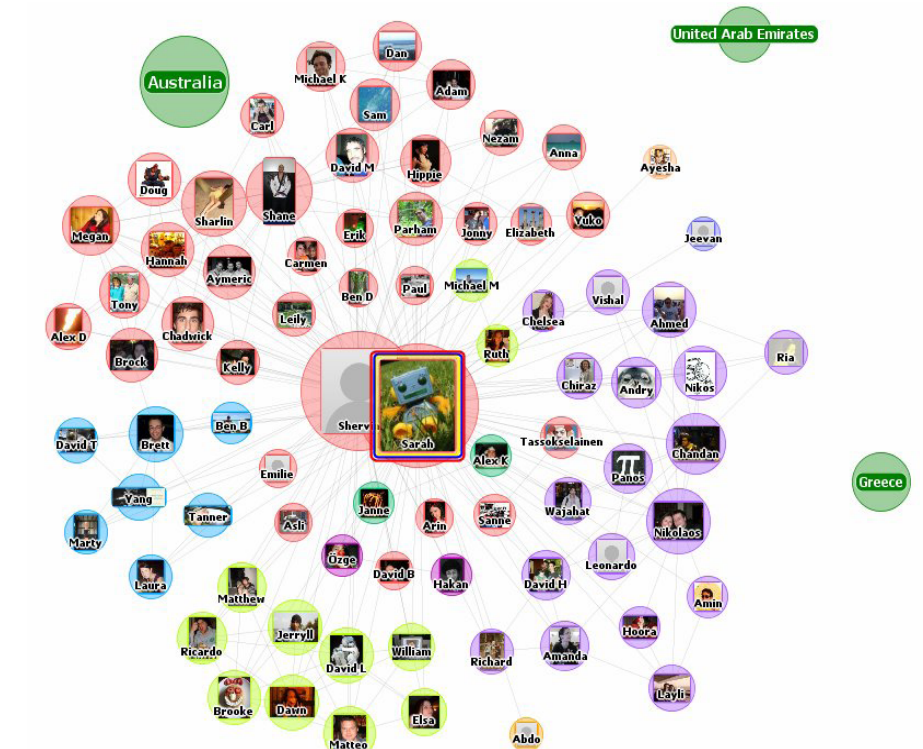 United Arab Emirates
Dan
Michael K
Australia
Adam
Sam
Carl
Nezam
Anna
David M
Ayesha
Hippie
Doug
Sharlin
Shane
Yuko
Megan
Erik
Parham
Jonny
Elizabeth
Jeevan
Hannah
Carmen
Aymeric
Michael M
Ben D
Paul
Vishal
Tony
Leily
Chelsea
Ahmed
Alex D
Chadwick
Ruth
Ria
Brock
Kelly
Chiraz
Andry
Nikos
Ben B
Sherv
Sarah
David T
Brett
Tassokselainen
Chandan
Alex K
Emilie
Panos
Greece
Yang
Janne
Tanner
Asli
Arin
Sanne
Wajahat
Nikolaos
Marty
Özge
Leonardo
Laura
David B
Hakan
David H
Matthew
Amin
Jerryll
Hoora
Ricardo
David L
William
Richard
Amanda
Layli
Brooke
Dawn
Elsa
Matteo
Abdo